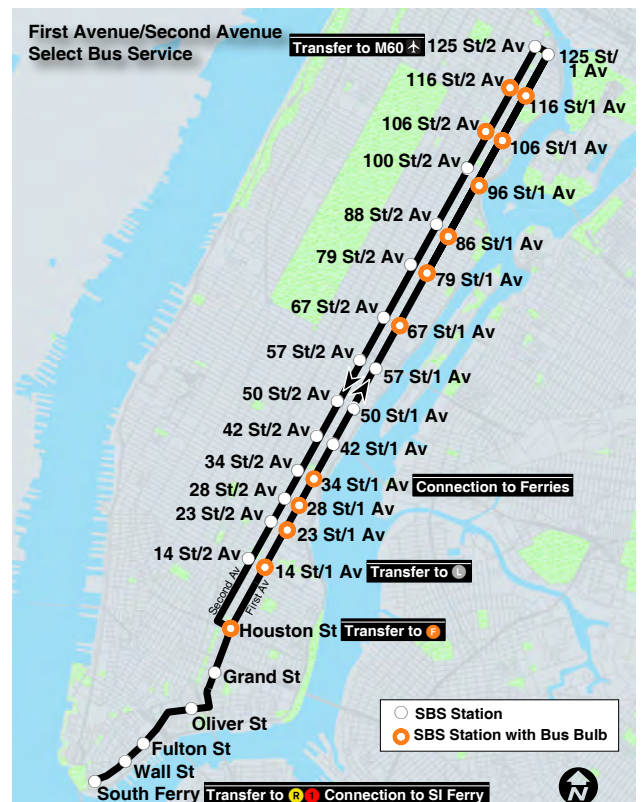 First Avenue/Second Avenue
Select Bus Service
Transfer to M60
125 St/2 Av
125 St/
1 Av
116 St/2 Av
116 St/1 Av
106 St/2 Av
106 St/1 Av
100 St/2 Av
96 St/1 Av
88 St/2 Av
86 St/1 Av
79 St/2 Av
79 St/1 Av
67 St/2 Av
67 St/1 Av
57 St/2 Av
57 St/1 Av
50 St/2 Av
50 St/1 Av
42 St/2 Av
42 St/1 Av
34 St/2 Av
34 St/1 Av
Connection to Ferries
28 St/2 Av
28 St/1 Av
23 St/2 Av
23 St/1 Av
14 St/2 Av
14 St/1 Av
Transfer to L
Second Av
First Av
Houston St
Transfer to F
Grand St
Oliver St
Fulton St
Wall St
South Ferry
Transfer to R 1 Connection to SI Ferry
SBS Station
SBS Station with Bus Bulb
N